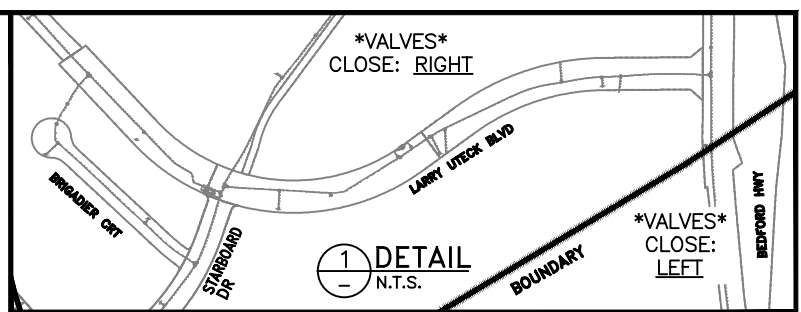 *VALVES*
CLOSE: RIGHT
LARRY UTECK BLVD
BRIGADIER CRT
STARBOARD
DR
1
–
DETAIL
N.T.S.
BOUNDARY
*VALVES*
CLOSE:
LEFT
BEDFORD HWY